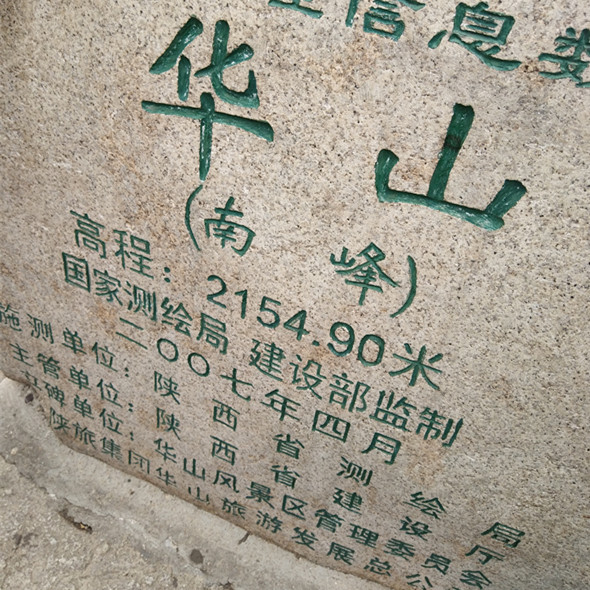 信息数
华山
(南峰)
高程：2154.90米
国家测绘局 建设部监制
二〇〇七年四月
施测单位：陕西省测绘局
主管单位：陕西省建设厅
立碑单位：华山风景区管理委员会
陕旅集团华山旅游发展总公